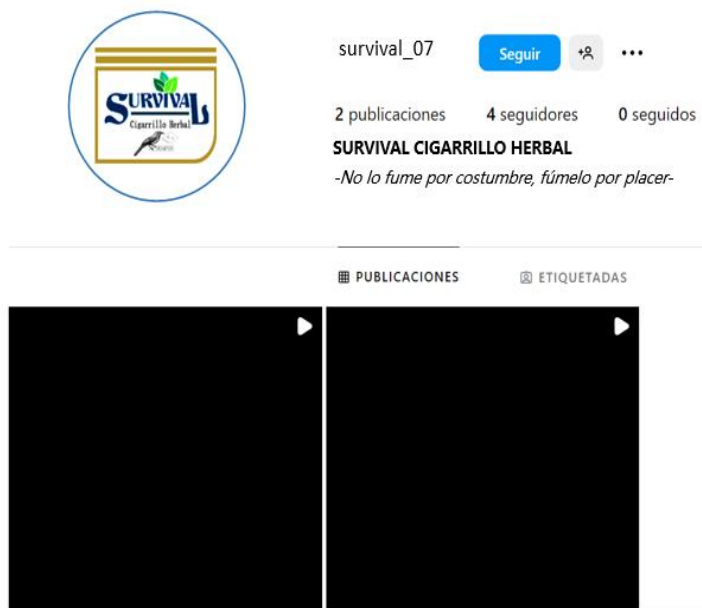 SURVIVAL
Cigarrillo Herbal
survival_07
Seguir
2 publicaciones 4 seguidores 0 seguidos
SURVIVAL CIGARRILLO HERBAL
-No lo fume por costumbre, fúmelo por placer-
PUBLICACIONES ETIQUETADAS